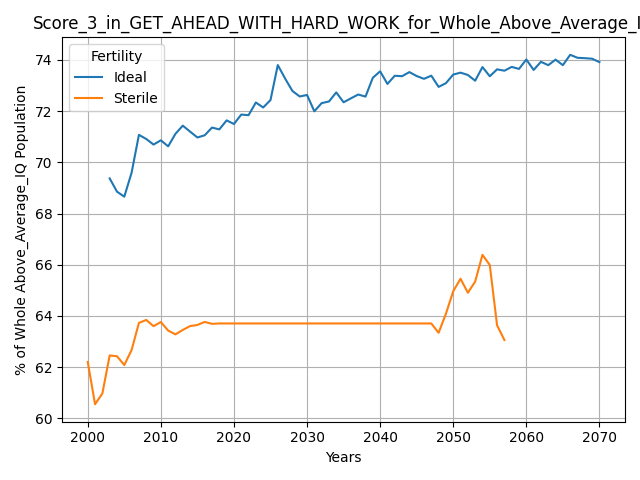 Score_3_in_GET_AHEAD_WITH_HARD_WORK_for_Whole_Above_Average_I
Fertility
Ideal
Sterile
% of Whole Above_Average_IQ Population
74
72
70
68
66
64
62
60
2000 2010 2020 2030 2040 2050 2060 2070
Years